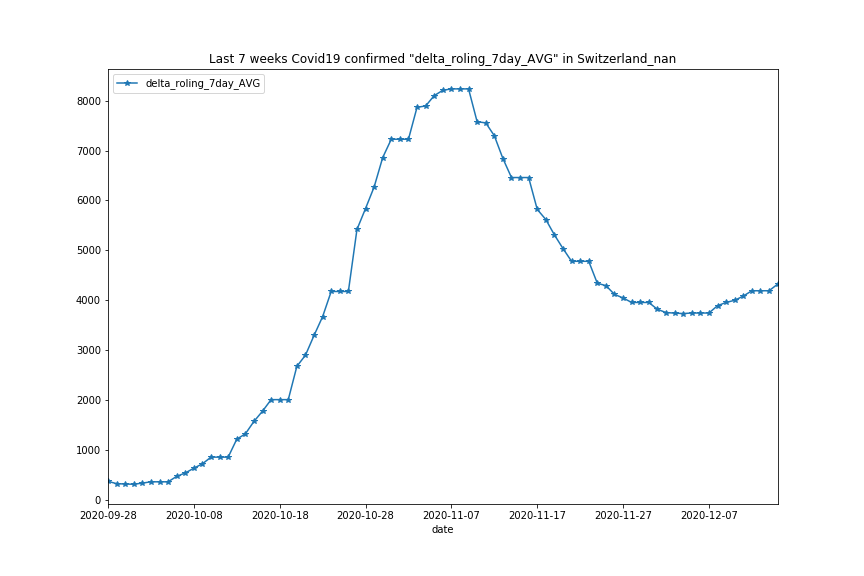 Last 7 weeks Covid19 confirmed "delta_roling_7day_AVG" in Switzerland_nan
delta_roling_7day_AVG
8000
7000
6000
5000
4000
3000
2000
1000
0
2020-09-28 2020-10-08 2020-10-18 2020-10-28 2020-11-07 2020-11-17 2020-11-27 2020-12-07
date